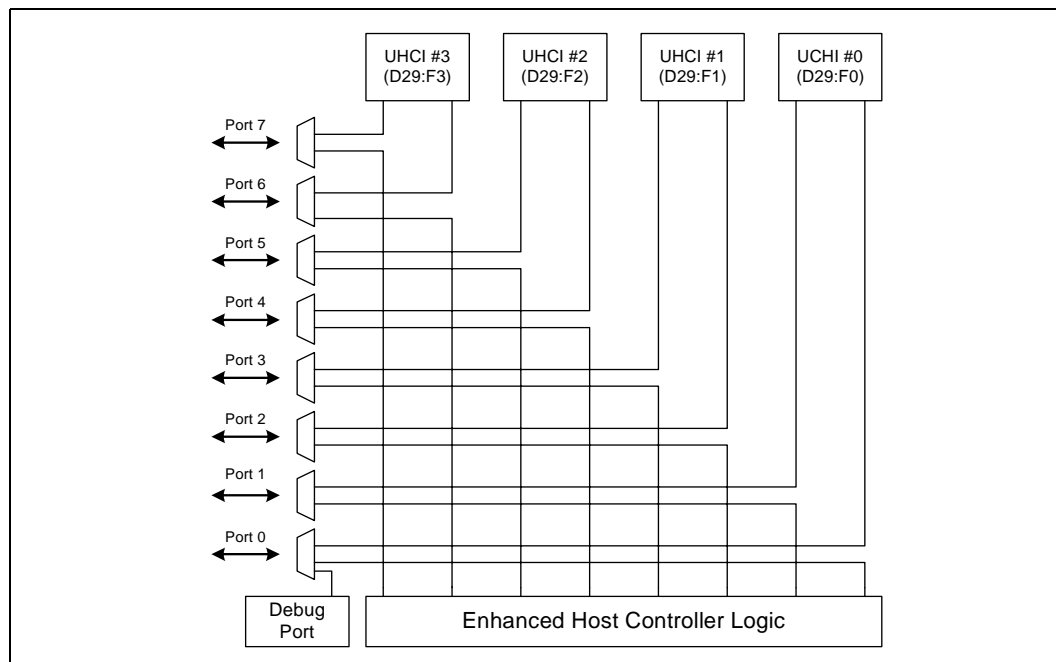 UHCI #3
(D29:F3)
UHCI #2
(D29:F2)
UHCI #1
(D29:F1)
UCHI #0
(D29:F0)
Port 7
Port 6
Port 5
Port 4
Port 3
Port 2
Port 1
Port 0
Debug
Port
Enhanced Host Controller Logic